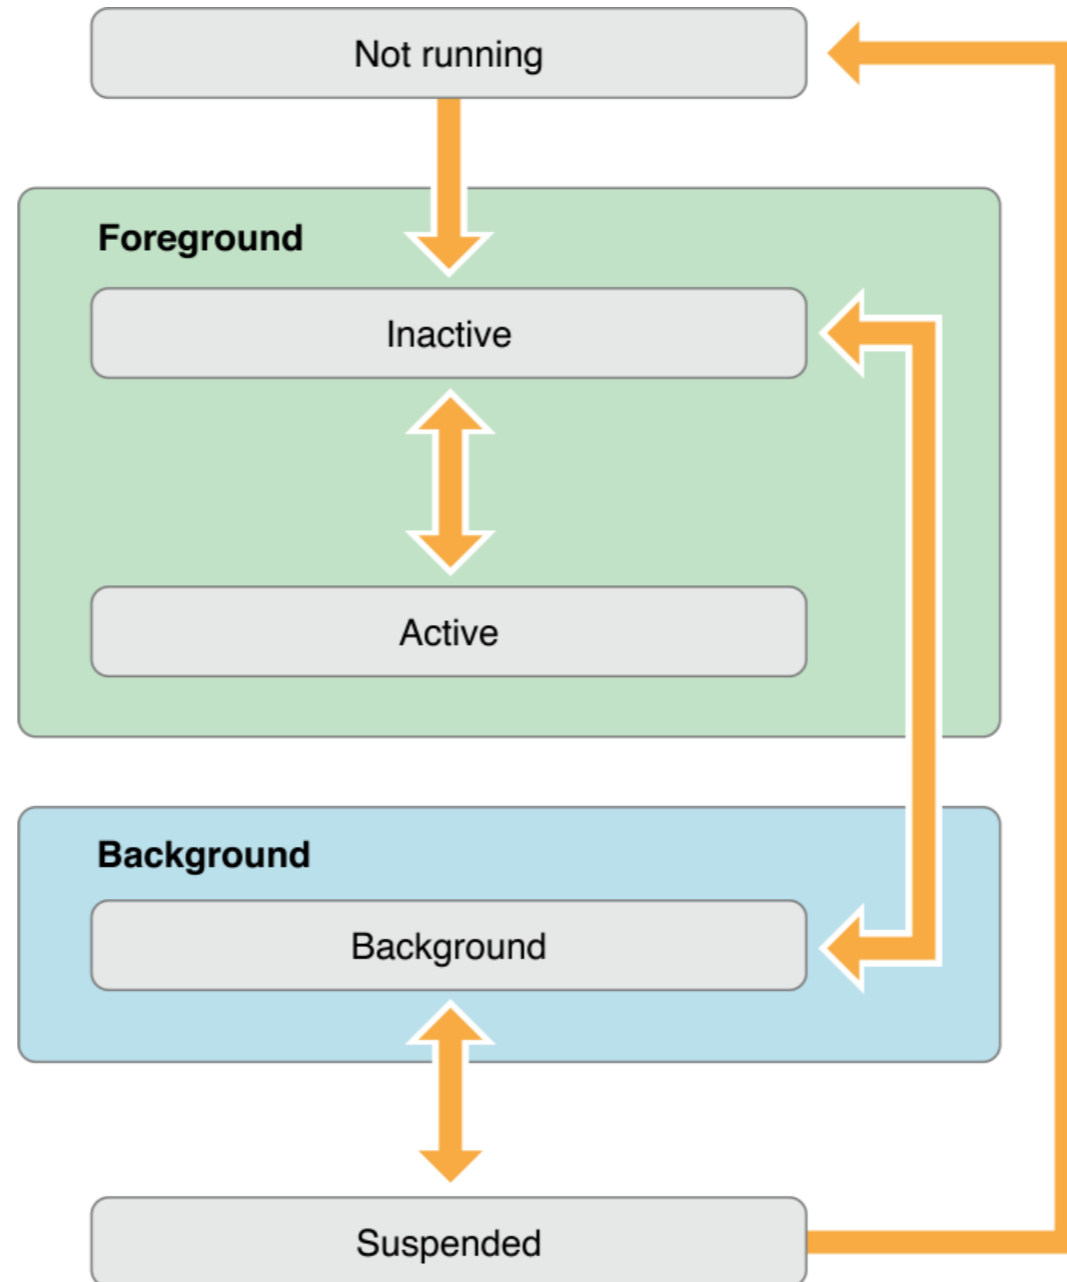 Not running
Foreground
Inactive
Active
Background
Background
Suspended